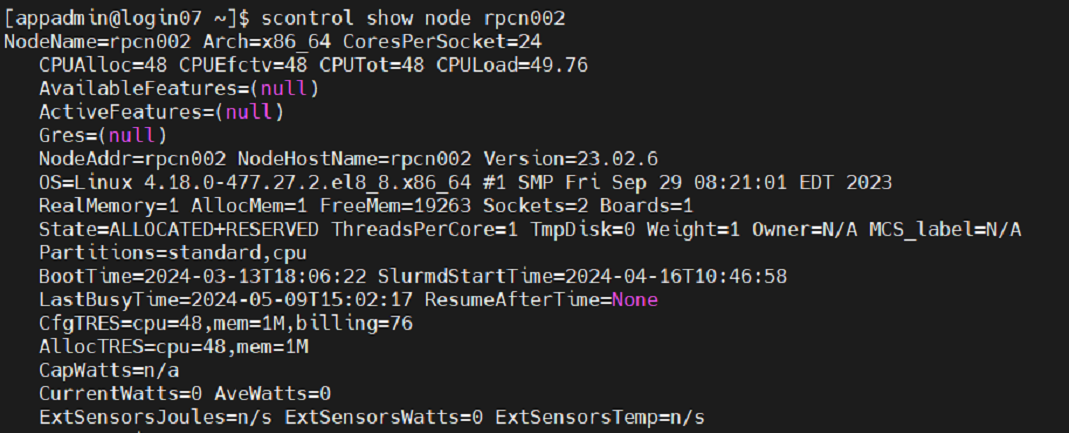 [appadmin@login07 ~]$ scontrol show node rpcn002
NodeName=rpcn002 Arch=x86_64 CoresPerSocket=24
CPUAlloc=48 CPUEfctv=48 CPUTot=48 CPULoad=49.76
AvailableFeatures=(null)
ActiveFeatures=(null)
Gres=(null)
NodeAddr=rpcn002 NodeHostName=rpcn002 Version=23.02.6
OS=Linux 4.18.0-477.27.2.el8_8.x86_64 #1 SMP Fri Sep 29 08:21:01 EDT 2023
RealMemory=1 AllocMem=1 FreeMem=19263 Sockets=2 Boards=1
State=ALLOCATED+RESERVED ThreadsPerCore=1 TmpDisk=0 Weight=1 Owner=N/A MCS_label=N/A
Partitions=standard,cpu
BootTime=2024-03-13T18:06:22 SlurmdStartTime=2024-04-16T10:46:58
LastBusyTime=2024-05-09T15:02:17 ResumeAfterTime=None
CfgTRES=cpu=48,mem=1M,billing=76
AllocTRES=cpu=48,mem=1M
CapWatts=n/a
CurrentWatts=0 AveWatts=0
ExtSensorsJoules=n/s ExtSensorsWatts=0 ExtSensorsTemp=n/s